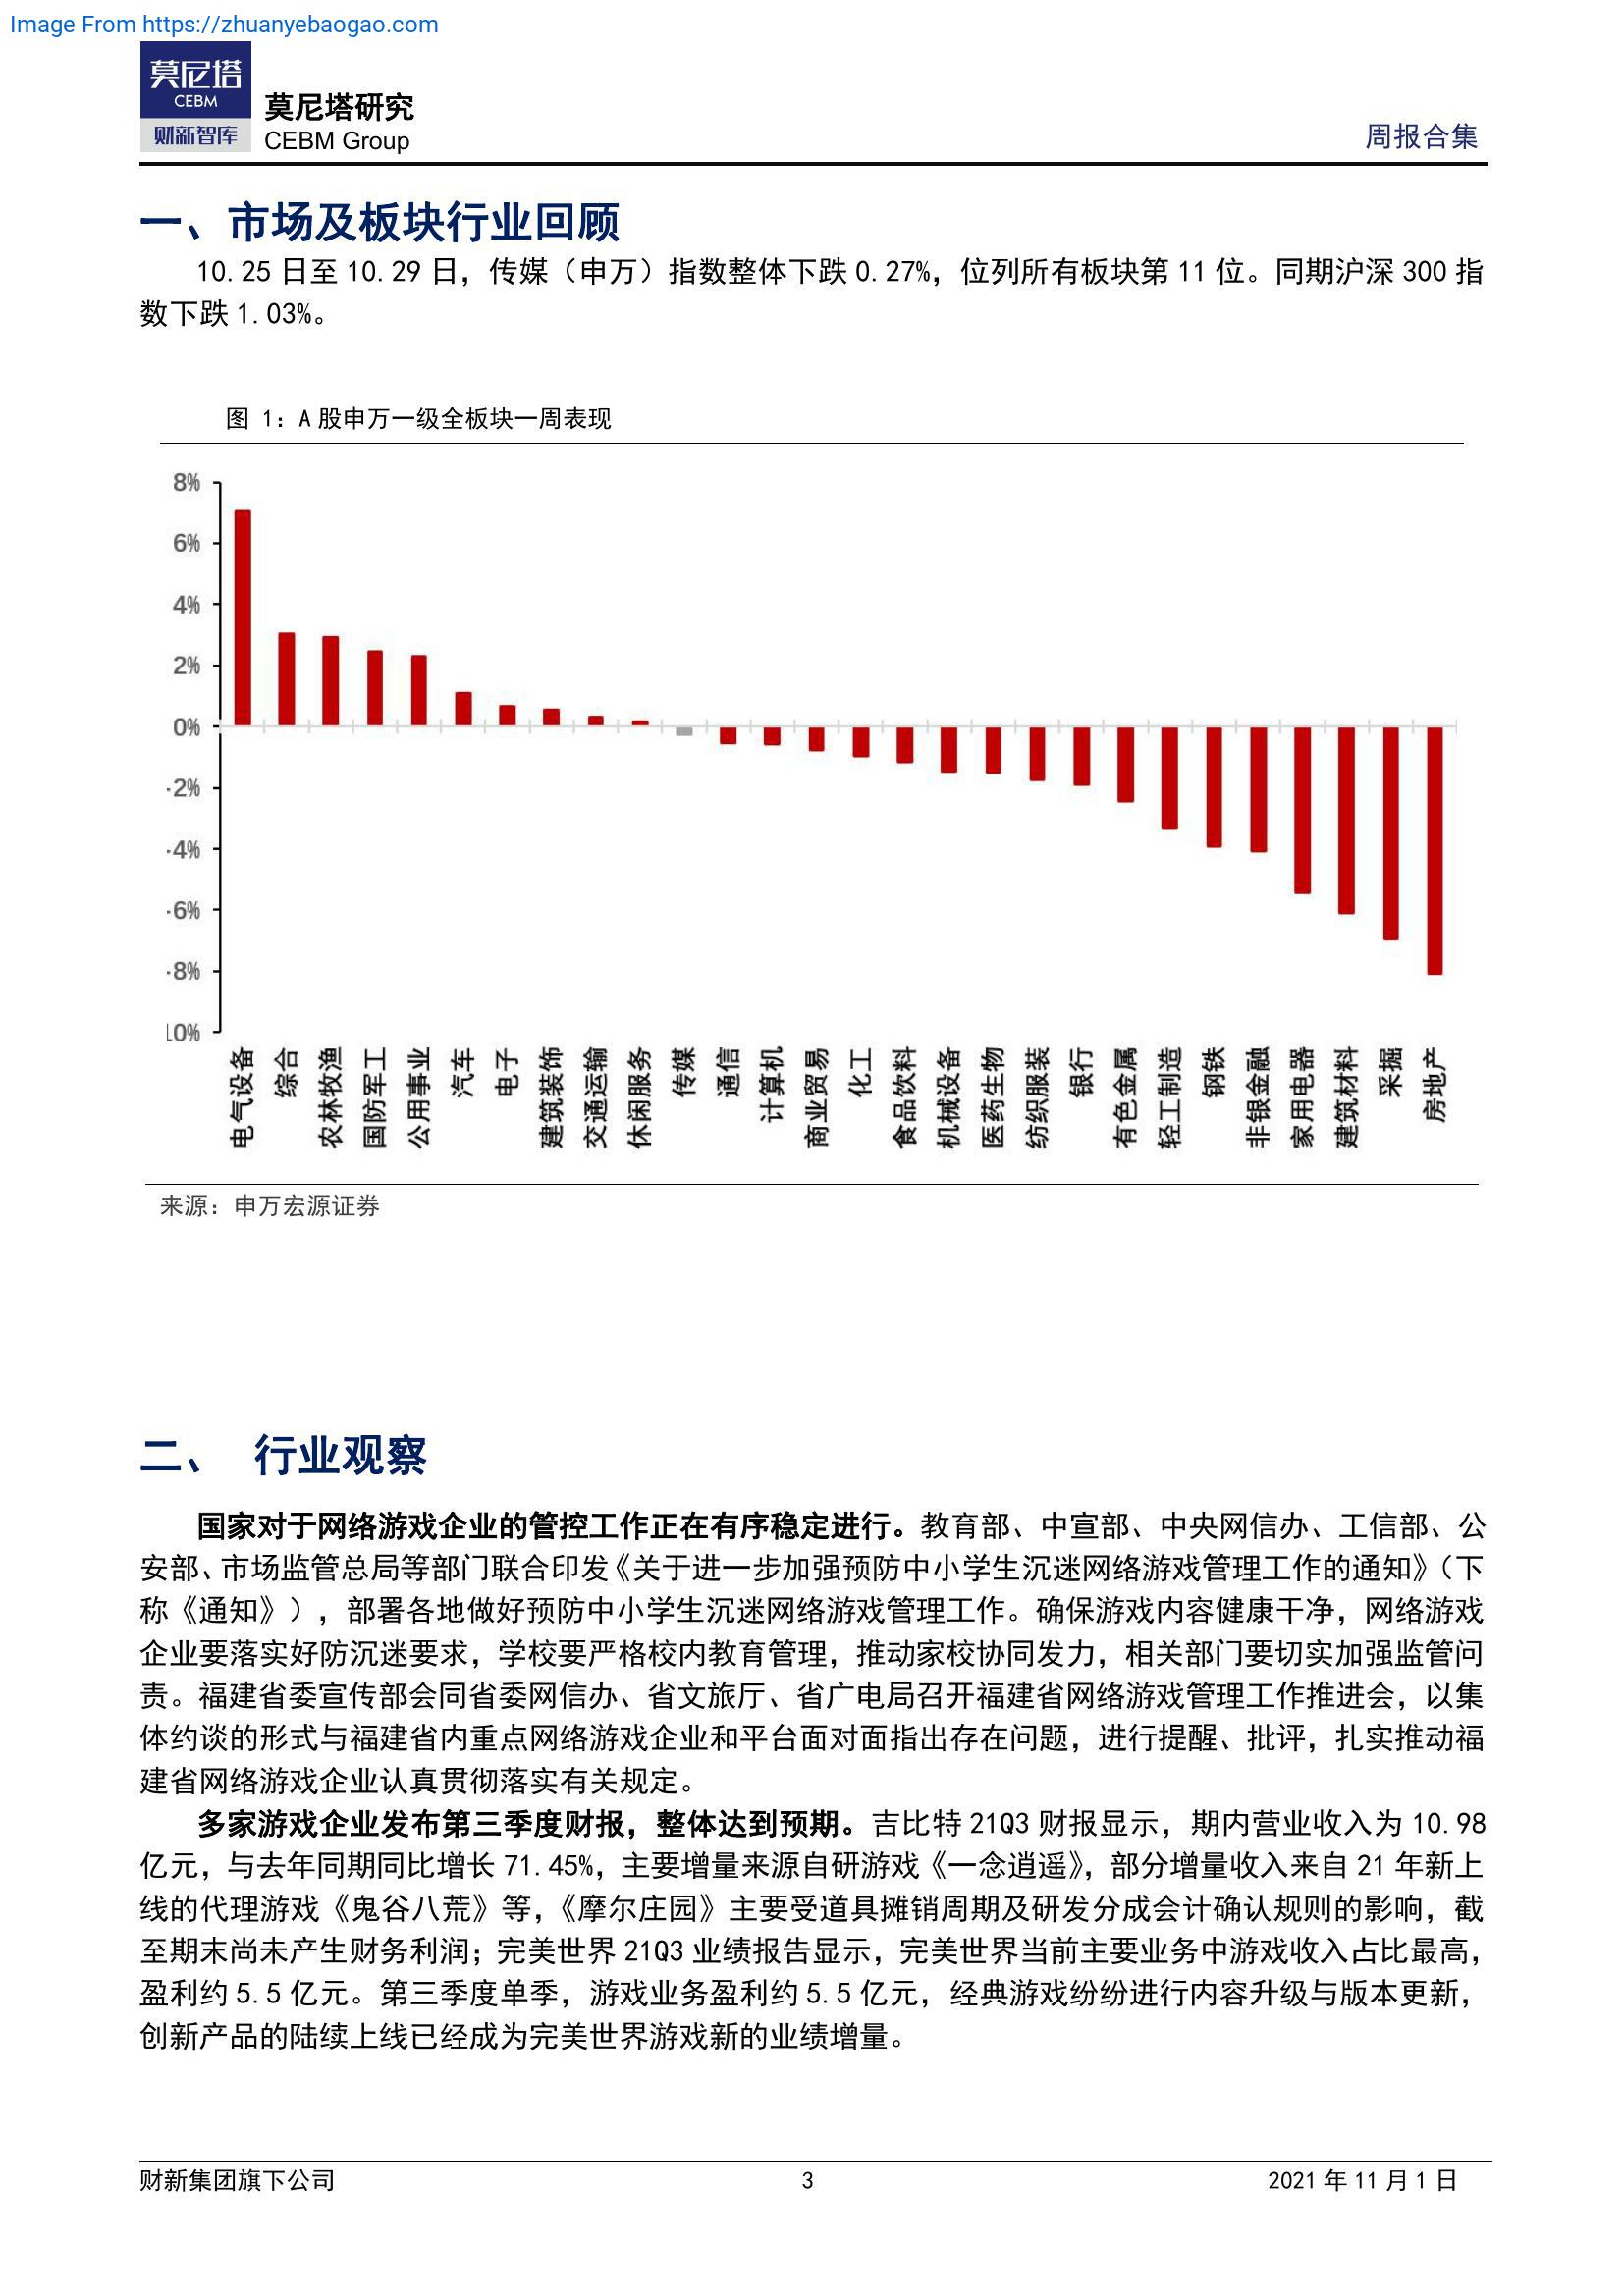 Image From https://zhuanyebaogao.com
莫尼塔
CEBM
财新智库
莫尼塔研究
CEBM Group
周报合集
一、市场及板块行业回顾
10.25 日至 10.29 日，传媒（申万）指数整体下跌 0.27%，位列所有板块第 11 位。同期沪深 300 指
数下跌 1.03%。
图 1：A 股申万一级全板块一周表现
8%
6%
4%
2%
0%
-2%
-4%
-6%
-8%
10%
电气设备
综合
农林牧渔
国防军工
公用事业
汽车
电子
建筑装饰
交通运输
休闲服务
传媒
通信
计算机
商业贸易
化工
食品饮料
机械设备
医药生物
纺织服装
银行
有色金属
轻工制造
钢铁
非银金融
家用电器
建筑材料
采掘
房地产
来源：申万宏源证券
二、 行业观察
国家对于网络游戏企业的管控工作正在有序稳定进行。教育部、中宣部、中央网信办、工信部、公
安部、市场监管总局等部门联合印发《关于进一步加强预防中小学生沉迷网络游戏管理工作的通知》（下
称《通知》），部署各地做好预防中小学生沉迷网络游戏管理工作。确保游戏内容健康干净，网络游戏
企业要落实好防沉迷要求，学校要严格校内教育管理，推动家校协同发力，相关部门要切实加强监管问
责。福建省委宣传部会同省委网信办、省文旅厅、省广电局召开福建省网络游戏管理工作推进会，以集
体约谈的形式与福建省内重点网络游戏企业和平台面对面指出存在问题，进行提醒、批评，扎实推动福
建省网络游戏企业认真贯彻落实有关规定。
多家游戏企业发布第三季度财报，整体达到预期。吉比特 21Q3 财报显示，期内营业收入为 10.98
亿元，与去年同期同比增长 71.45%，主要增量来源自研游戏《一念逍遥》，部分增量收入来自 21 年新上
线的代理游戏《鬼谷八荒》等，《摩尔庄园》主要受道具摊销周期及研发分成会计确认规则的影响，截
至期末尚未产生财务利润；完美世界 21Q3 业绩报告显示，完美世界当前主要业务中游戏收入占比最高，
盈利约 5.5 亿元。第三季度单季，游戏业务盈利约 5.5 亿元，经典游戏纷纷进行内容升级与版本更新，
创新产品的陆续上线已经成为完美世界游戏新的业绩增量。
财新集团旗下公司
3
2021 年 11 月 1 日